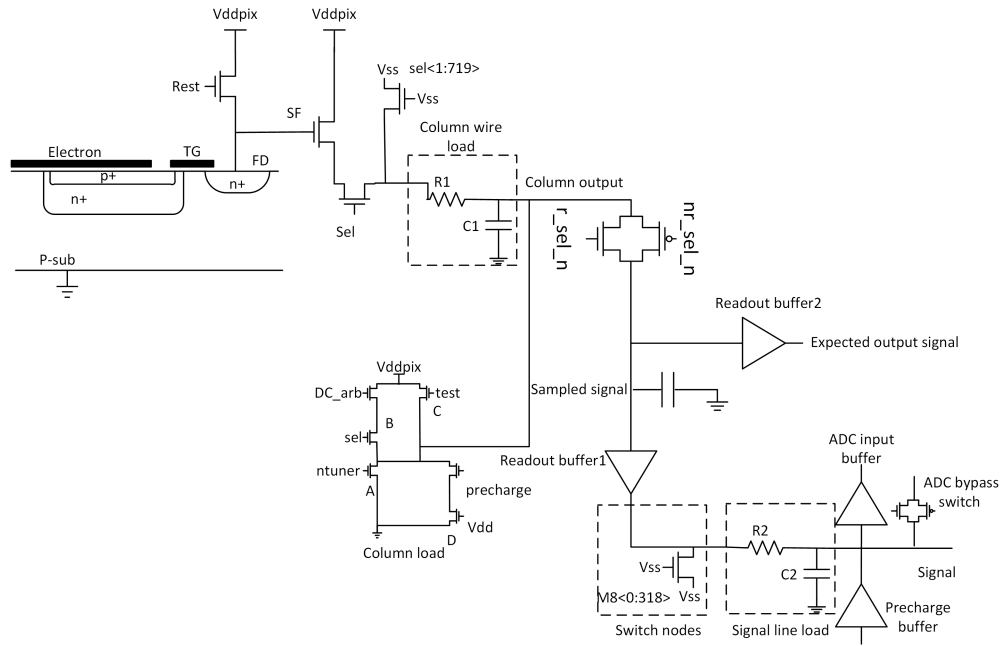 Vddpix
Vddpix
Rest
SF
Vss
sel<1:719>
Vss
Electron
TG
FD
p+
n+
n+
P-sub
Sel
Column wire
load
R1
C1
Column output
r_sel_n
nr_sel_n
Readout buffer2
Expected output signal
Sampled signal
Vddpix
DC_arb
test
C
B
sel
ntuner
A
precharge
Vdd
D
Column load
Readout buffer1
ADC input
buffer
ADC bypass
switch
R2
C2
Vss
Vss
M8<0:318>
Signal
Precharge
buffer
Switch nodes
Signal line load